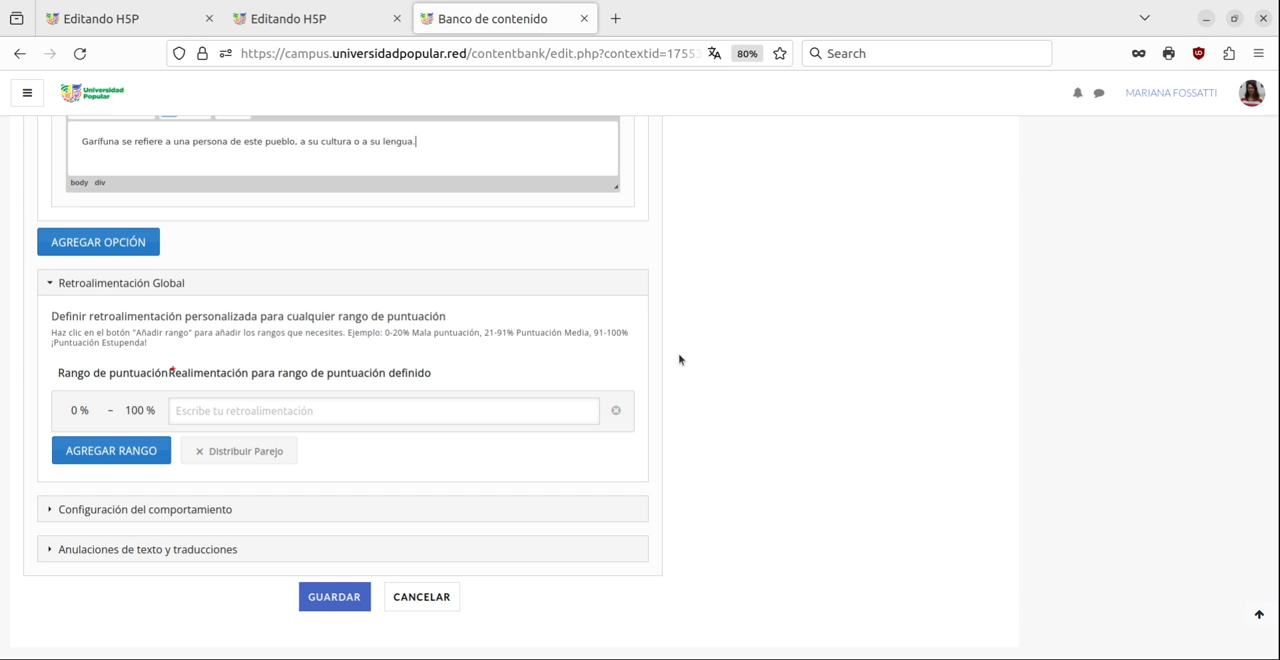 Editando H5P
Editando H5P
Banco de contenido
https://campus.universidadpopular.red/contentbank/edit.php?contextid=1755
80%
Search
Universidad
Popular
MARIANA FOSSATTI
Garífuna se refiere a una persona de este pueblo, a su cultura o a su lengua.
body div
AGREGAR OPCIÓN
Retroalimentación Global
Definir retroalimentación personalizada para cualquier rango de puntuación
Haz clic en el botón "Añadir rango" para añadir los rangos que necesites. Ejemplo: 0-20% Mala puntuación, 21-91% Puntuación Media, 91-100%
¡Puntuación Estupenda!
Rango de puntuación* Realimentación para rango de puntuación definido
0 % – 100 % Escribe tu retroalimentación
AGREGAR RANGO
Distribuir Parejo
Configuración del comportamiento
Anulaciones de texto y traducciones
GUARDAR
CANCELAR